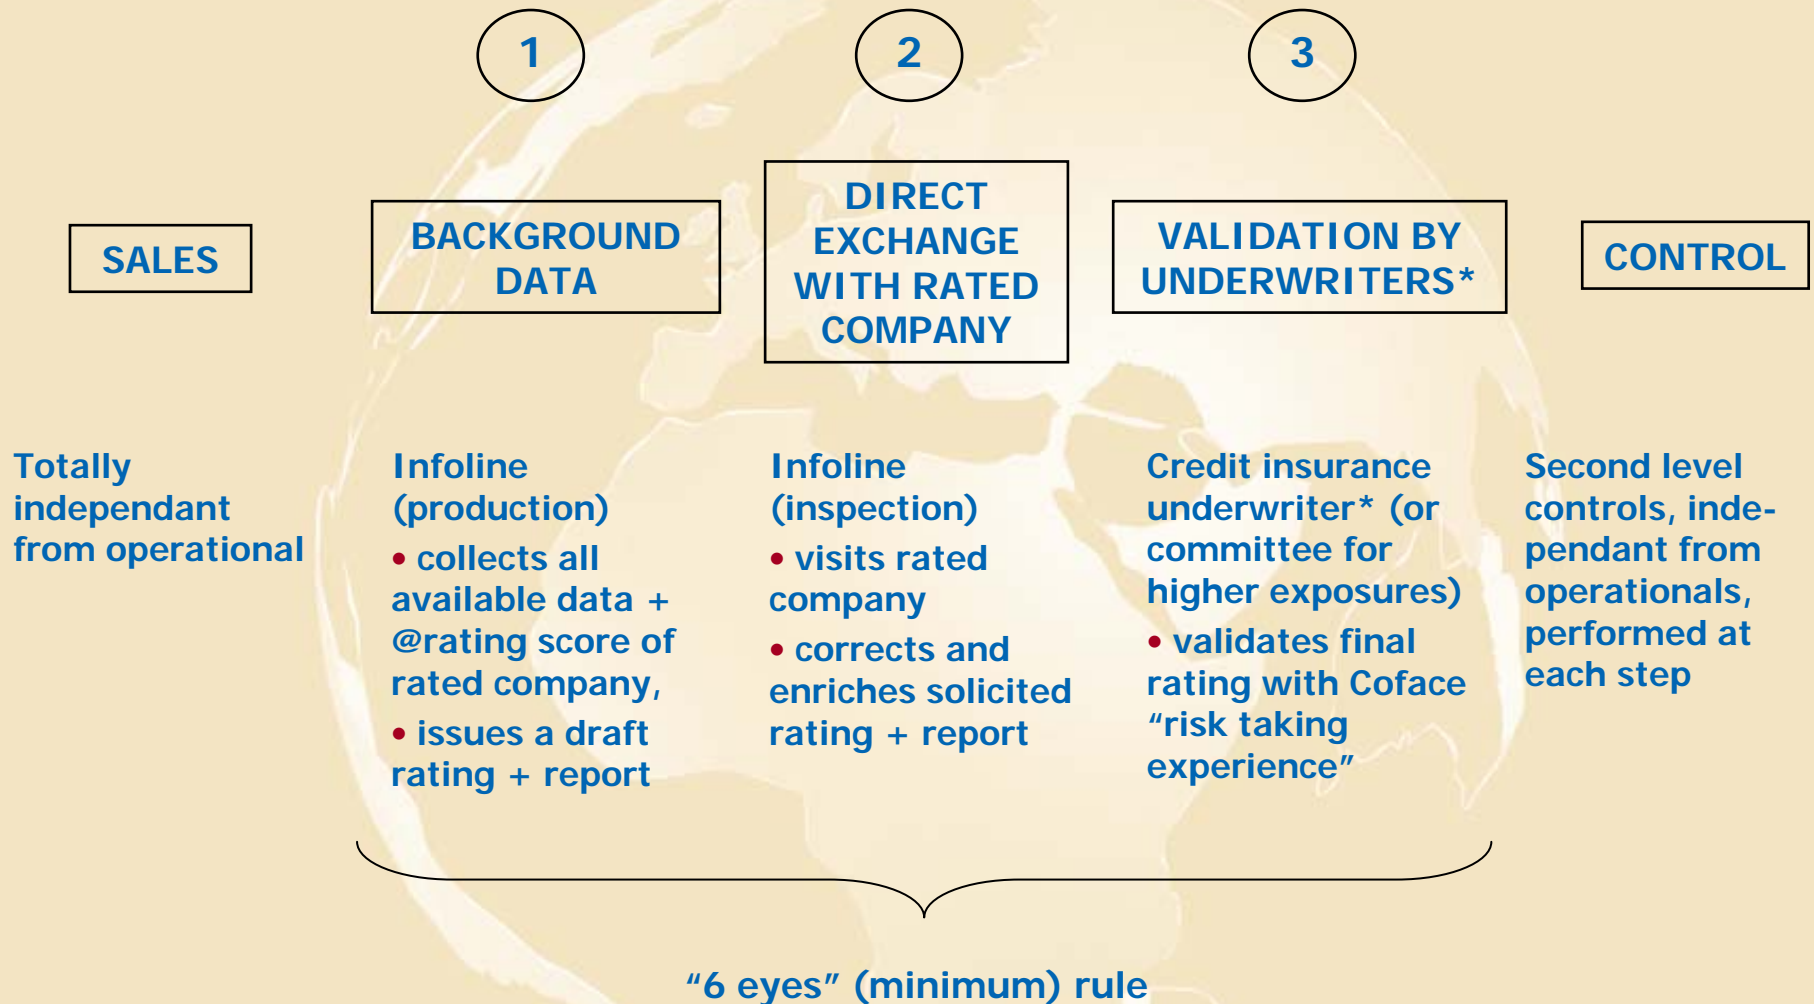 1
2
3
SALES
BACKGROUND
DATA
DIRECT
EXCHANGE
WITH RATED
COMPANY
VALIDATION BY
UNDERWRITERS*
CONTROL
Totally
independant
from operational
Infoline
(production)
• collects all
available data +
@rating score of
rated company,
• issues a draft
rating + report
Infoline
(inspection)
• visits rated
company
• corrects and
enriches solicited
rating + report
Credit insurance
underwriter* (or
committee for
higher exposures)
• validates final
rating with Coface
“risk taking
experience”
Second level
controls, inde-
pendant from
operationals,
performed at
each step
“6 eyes” (minimum) rule